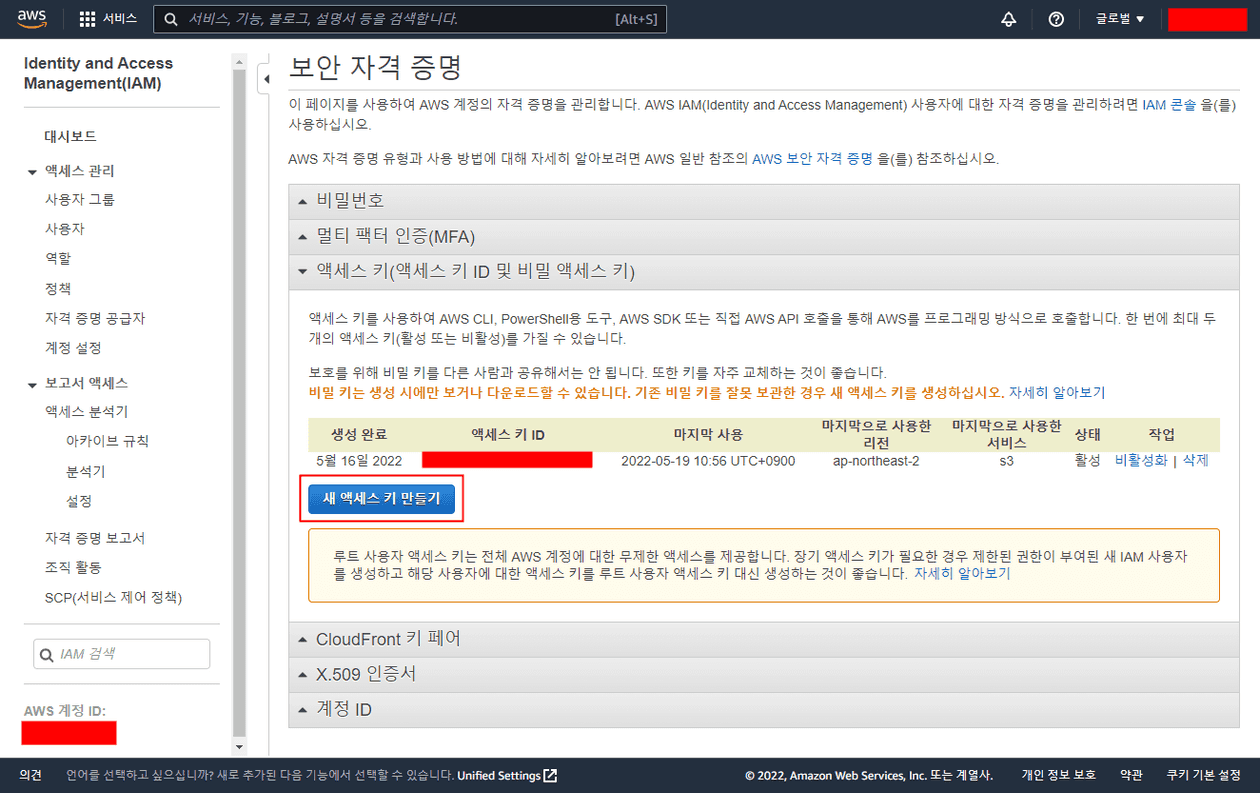 aws 서비스 서비스, 기능, 블로그, 설명서 등을 검색합니다. [Alt+S] 글로벌 ▼
Identity and Access
Management(IAM)
대시보드
액세스 관리
사용자 그룹
사용자
역할
정책
자격 증명 공급자
계정 설정
보고서 액세스
액세스 분석기
아카이브 규칙
분석기
설정
자격 증명 보고서
조직 활동
SCP(서비스 제어 정책)
IAM 검색
AWS 계정 ID:
보안 자격 증명
이 페이지를 사용하여 AWS 계정의 자격 증명을 관리합니다. AWS IAM(Identity and Access Management) 사용자에 대한 자격 증명을 관리하려면 IAM 콘솔 을(를)
사용하십시오.
AWS 자격 증명 유형과 사용 방법에 대해 자세히 알아보려면 AWS 일반 참조의 AWS 보안 자격 증명 을(를) 참조하십시오.
비밀번호
멀티 팩터 인증(MFA)
액세스 키(액세스 키 ID 및 비밀 액세스 키)
액세스 키를 사용하여 AWS CLI, PowerShell용 도구, AWS SDK 또는 직접 AWS API 호출을 통해 AWS를 프로그래밍 방식으로 호출합니다. 한 번에 최대 두
개의 액세스 키(활성 또는 비활성)를 가질 수 있습니다.
보호를 위해 비밀 키를 다른 사람과 공유해서는 안 됩니다. 또한 키를 자주 교체하는 것이 좋습니다.
비밀 키는 생성 시에만 보거나 다운로드할 수 있습니다. 기존 비밀 키를 잘못 보관한 경우 새 액세스 키를 생성하십시오. 자세히 알아보기
생성 완료 액세스 키 ID 마지막 사용 마지막으로 사용한 리전 마지막으로 사용한 서비스 상태 작업
5월 16일 2022 2022-05-19 10:56 UTC+0900 ap-northeast-2 s3 활성 비활성화 | 삭제
새 액세스 키 만들기
루트 사용자 액세스 키는 전체 AWS 계정에 대한 무제한 액세스를 제공합니다. 장기 액세스 키가 필요한 경우 제한된 권한이 부여된 새 IAM 사용자
를 생성하고 해당 사용자에 대한 액세스 키를 루트 사용자 액세스 키 대신 생성하는 것이 좋습니다. 자세히 알아보기
CloudFront 키 페어
X.509 인증서
계정 ID
의견 언어를 선택하고 싶으십니까? 새로 추가된 다음 기능에서 선택할 수 있습니다. Unified Settings © 2022, Amazon Web Services, Inc. 또는 계열사. 개인 정보 보호 약관 쿠키 기본 설정